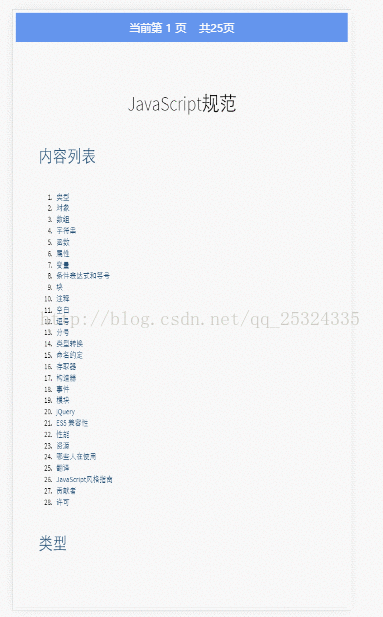 当前第 1 页 共25页
JavaScript规范
内容列表
1. 类型
2. 对象
3. 数组
4. 字符串
5. 函数
6. 属性
7. 变量
8. 条件表达式和等号
9. 块
10. 注释
11. 空白
12. 逗号
http://blog.csdn.net/qq_25324335
13. 分号
14. 类型转换
15. 命名约定
16. 存取器
17. 构造器
18. 事件
19. 模块
20. jQuery
21. ES5 兼容性
22. 性能
23. 资源
24. 哪些人在使用
25. 翻译
26. JavaScript风格指南
27. 贡献者
28. 许可
类型